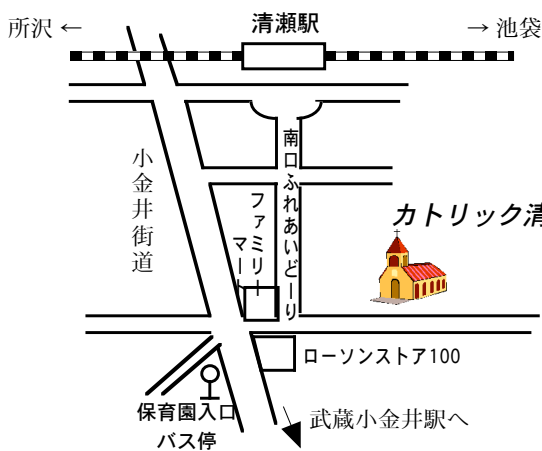 清瀬駅
所沢 ←
→ 池袋
小金井街道
南口ふれあいどーり
ファミリー
マート
カトリック清
ローソンストア100
保育園入口
バス停
武蔵小金井駅へ